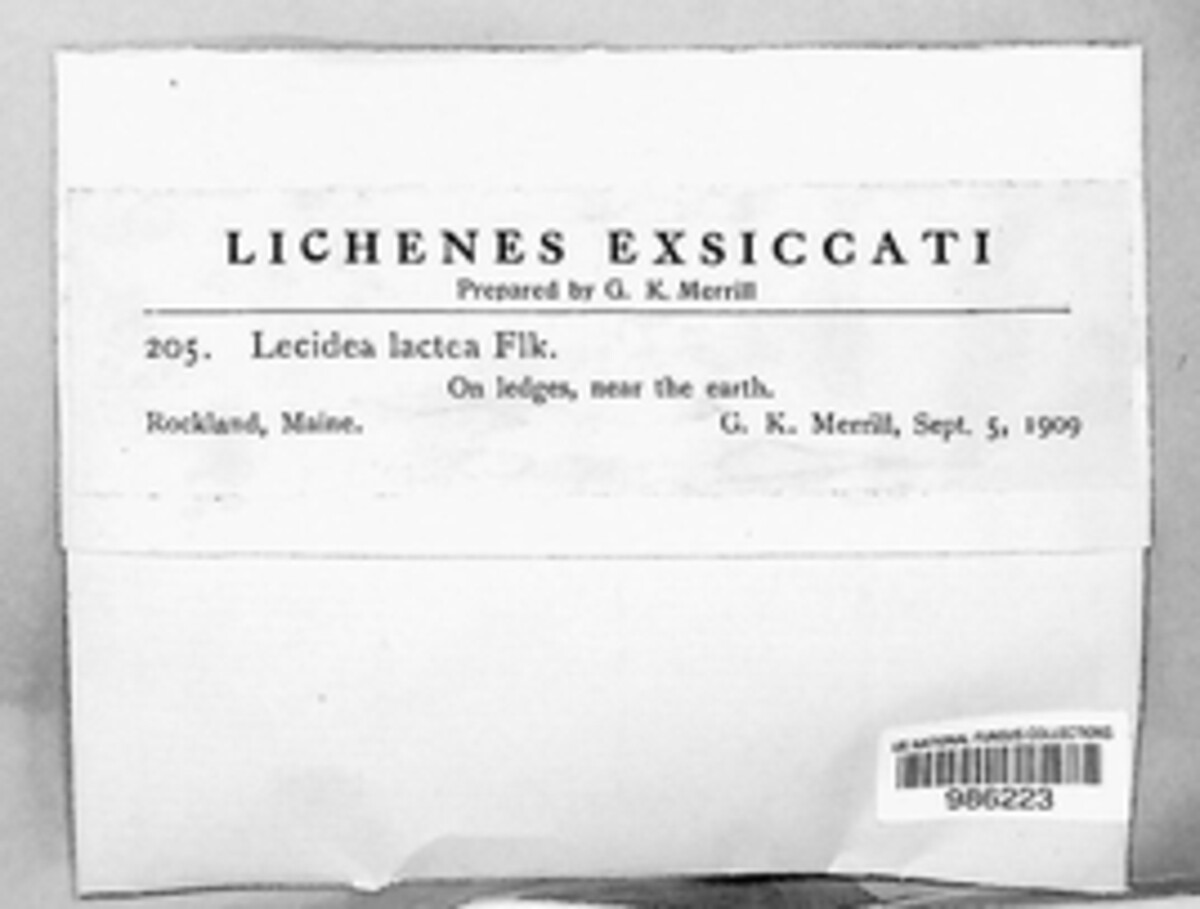 LICHENES EXSICCATI
Prepared by G. K. Merrill
205. Lecidea lactea Flk.
On ledges, near the earth.
Rockland, Maine. G. K. Merrill, Sept. 5, 1909
US NATIONAL FUNGUS COLLECTIONS
986223